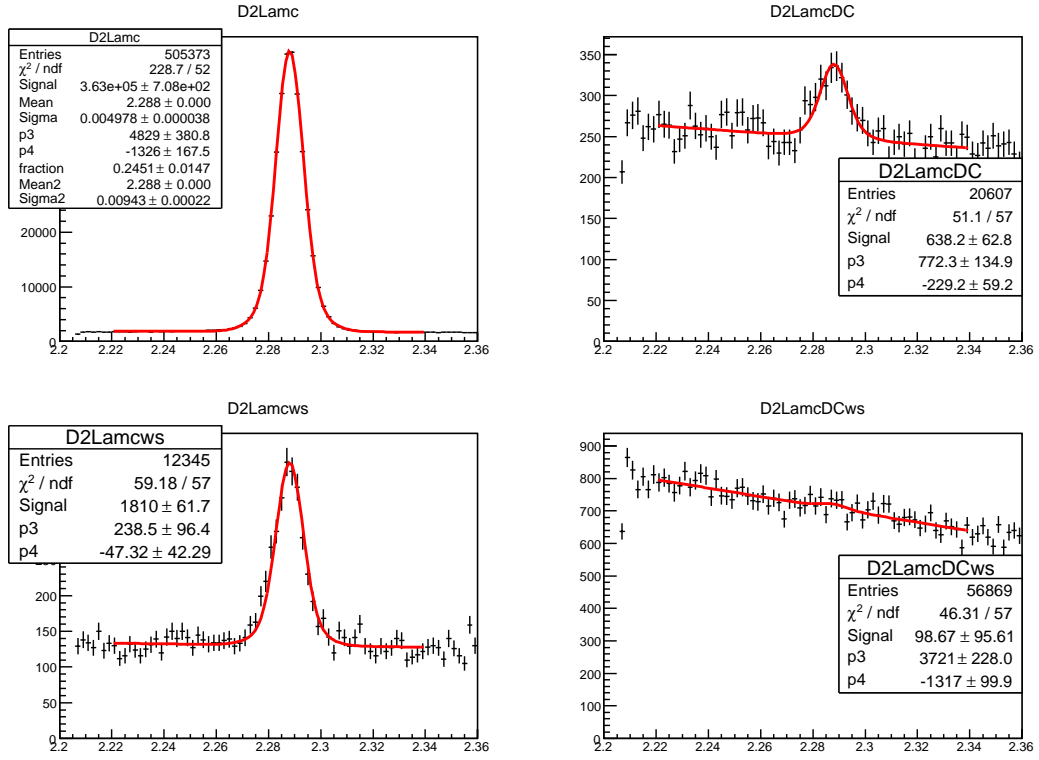 D2Lamc
D2Lamc
Entries 505373
χ² / ndf 228.7 / 52
Signal 3.63e+05 ± 7.08e+02
Mean 2.288 ± 0.000
Sigma 0.004978 ± 0.000038
p3 4829 ± 380.8
p4 -1326 ± 167.5
fraction 0.2451 ± 0.0147
Mean2 2.288 ± 0.000
Sigma2 0.00943 ± 0.00022
20000
10000
0
2.2 2.22 2.24 2.26 2.28 2.3 2.32 2.34 2.36
D2LamcDC
350
300
250
200
150
100
50
0
D2LamcDC
Entries 20607
χ² / ndf 51.1 / 57
Signal 638.2 ± 62.8
p3 772.3 ± 134.9
p4 -229.2 ± 59.2
2.2 2.22 2.24 2.26 2.28 2.3 2.32 2.34 2.36
D2Lamcws
D2Lamcws
Entries 12345
χ² / ndf 59.18 / 57
Signal 1810 ± 61.7
p3 238.5 ± 96.4
p4 -47.32 ± 42.29
200
150
100
50
0
2.2 2.22 2.24 2.26 2.28 2.3 2.32 2.34 2.36
D2LamcDCws
900
800
700
600
500
400
300
200
100
0
D2LamcDCws
Entries 56869
χ² / ndf 46.31 / 57
Signal 98.67 ± 95.61
p3 3721 ± 228.0
p4 -1317 ± 99.9
2.2 2.22 2.24 2.26 2.28 2.3 2.32 2.34 2.36